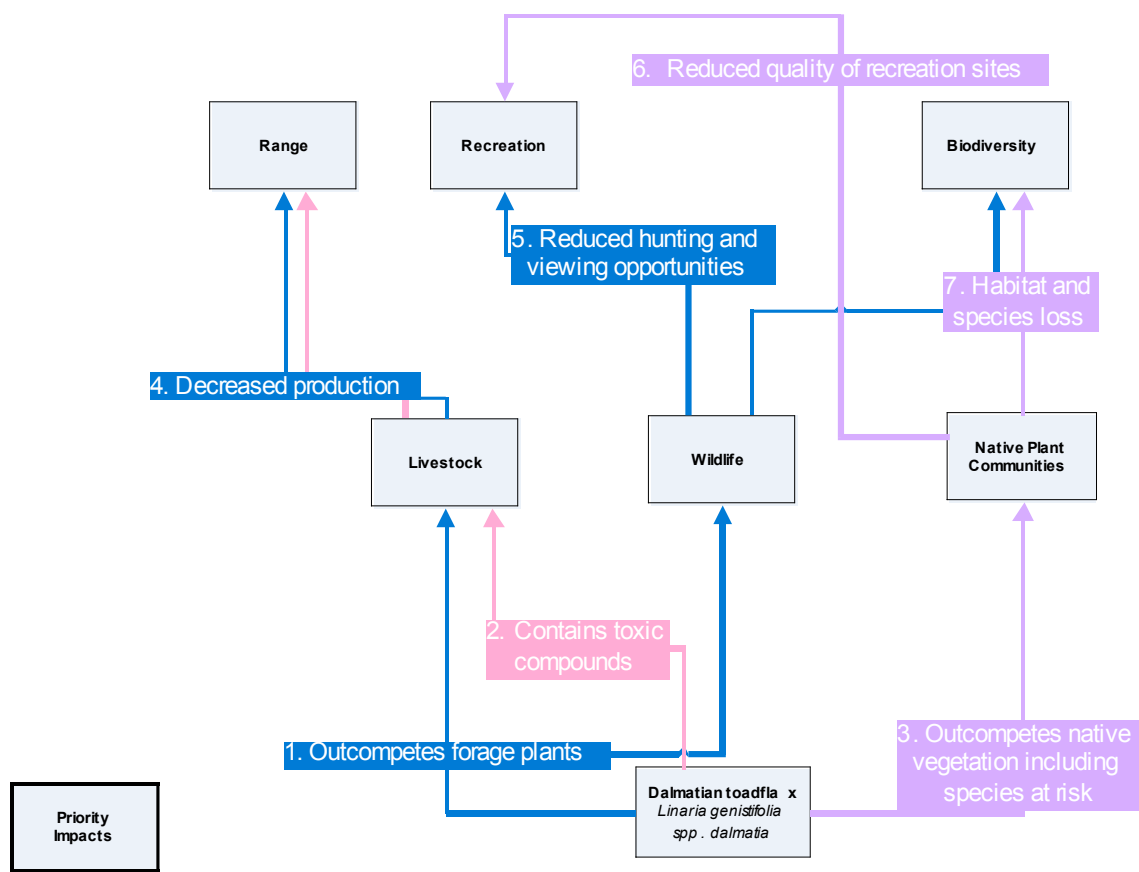 6. Reduced quality of recreation sites
Range
Recreation
Biodiversity
5. Reduced hunting and
viewing opportunities
7. Habitat and
species loss
4. Decreased production
Livestock
Wildlife
Native Plant
Communities
2. Contains toxic
compounds
1. Outcompetes forage plants
3. Outcompetes native
vegetation including
species at risk
Dalmatian toadfla x
Linaria genistifolia
spp . dalmatia
Priority
Impacts